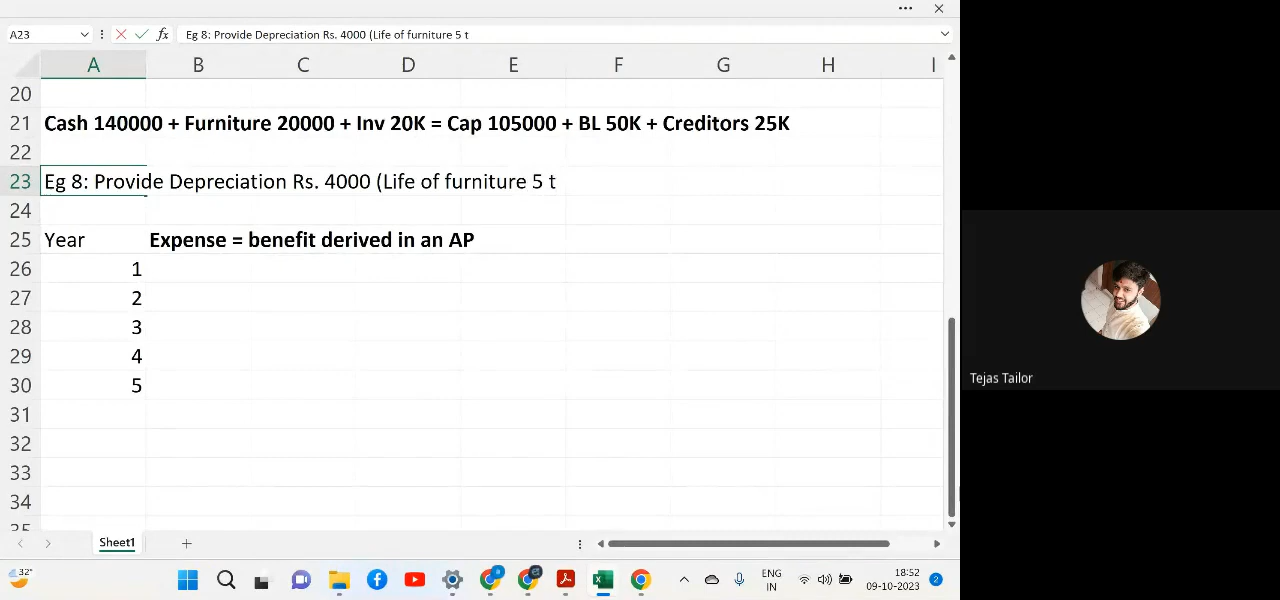 A23
fx
Eg 8: Provide Depreciation Rs. 4000 (Life of furniture 5 t
A B C D E F G H I
20
21 Cash 140000 + Furniture 20000 + Inv 20K = Cap 105000 + BL 50K + Creditors 25K
22
23 Eg 8: Provide Depreciation Rs. 4000 (Life of furniture 5 t
24
25 Year Expense = benefit derived in an AP
26 1
27 2
28 3
29 4
30 5
31
32
33
34
35
Sheet1
Tejas Tailor
32°
ENG
IN
18:52
09-10-2023
2